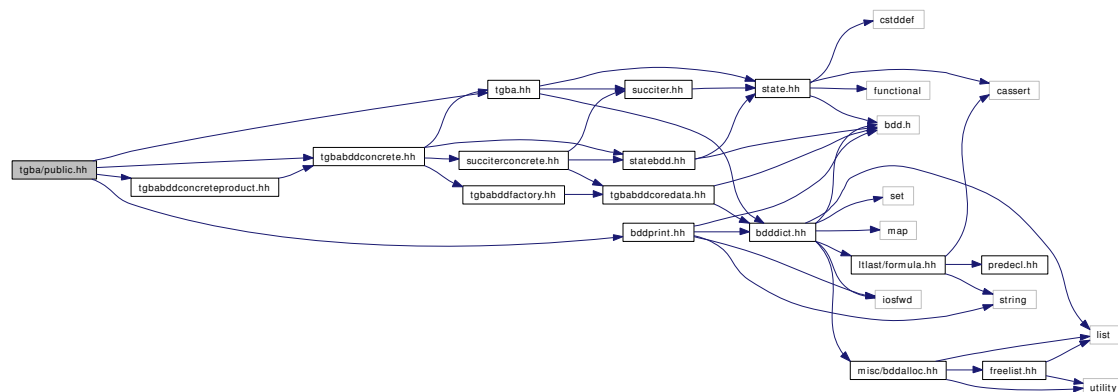 cstddef
tgba.hh
succiter.hh
state.hh
functional
cassert
bdd.h
tgbabddconcrete.hh
succiterconcrete.hh
statebdd.hh
tgba/public.hh
tgbabddconcreteproduct.hh
tgbabddfactory.hh
tgbabddcoredata.hh
set
bddprint.hh
bdddict.hh
map
ltlast/formula.hh
predecl.hh
iosfwd
string
list
misc/bddalloc.hh
freelist.hh
utility